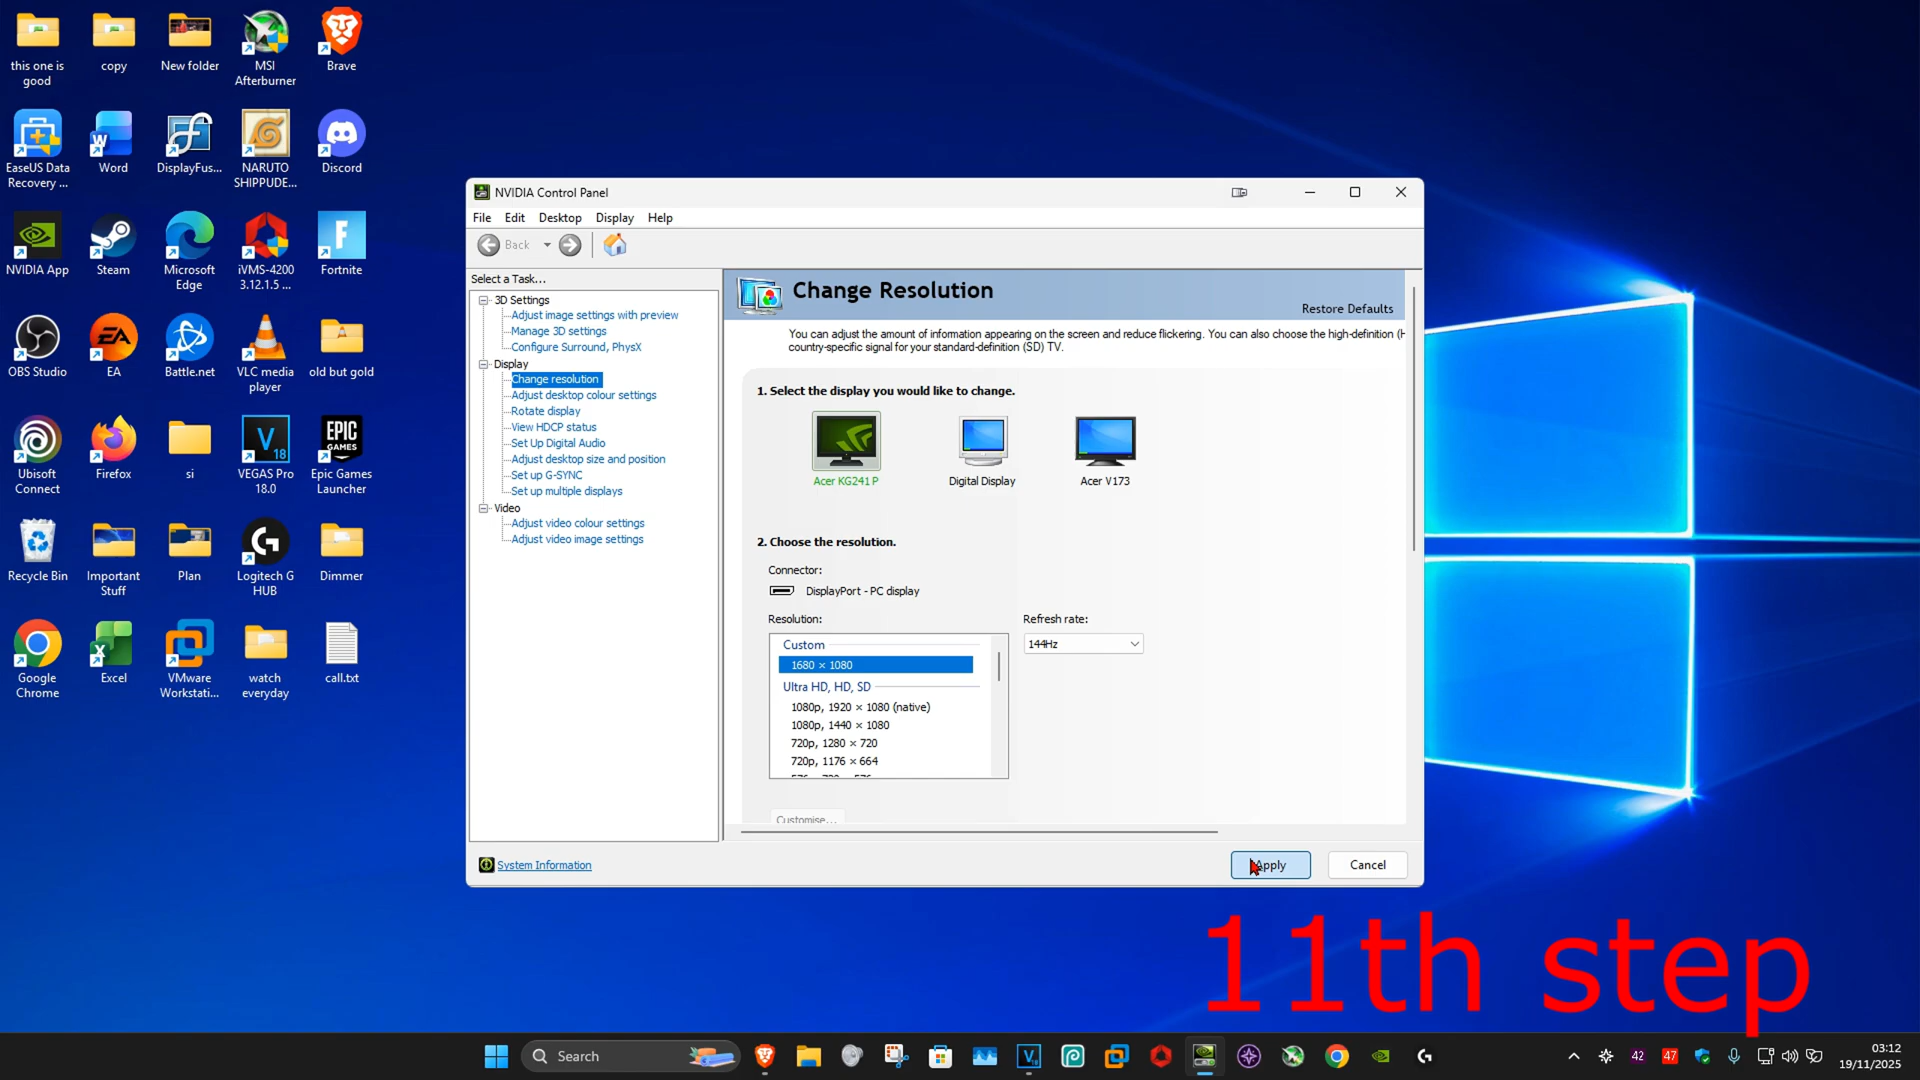 this one is
good
copy
New folder
MSI
Afterburner
Brave
EaseUS Data
Recovery ...
Word
DisplayFus...
NARUTO
SHIPPUDE...
Discord
NVIDIA App
Steam
Microsoft
Edge
iVMS-4200
3.12.1.5 ...
Fortnite
OBS Studio
EA
Battle.net
VLC media
player
old but gold
Ubisoft
Connect
Firefox
si
VEGAS Pro
18.0
Epic Games
Launcher
Recycle Bin
Important
Stuff
Plan
Logitech G
HUB
Dimmer
Google
Chrome
Excel
VMware
Workstati...
watch
everyday
call.txt
NVIDIA Control Panel
File Edit Desktop Display Help
Back
Select a Task...
3D Settings
Adjust image settings with preview
Manage 3D settings
Configure Surround, PhysX
Display
Change resolution
Adjust desktop colour settings
Rotate display
View HDCP status
Set Up Digital Audio
Adjust desktop size and position
Set up G-SYNC
Set up multiple displays
Video
Adjust video colour settings
Adjust video image settings
System Information
Change Resolution
Restore Defaults
You can adjust the amount of information appearing on the screen and reduce flickering. You can also choose the high-definition (H
country-specific signal for your standard-definition (SD) TV.
1. Select the display you would like to change.
Acer KG241 P
Digital Display
Acer V173
2. Choose the resolution.
Connector:
DisplayPort - PC display
Resolution:
Refresh rate:
144Hz
Custom
1680 × 1080
Ultra HD, HD, SD
1080p, 1920 × 1080 (native)
1080p, 1440 × 1080
720p, 1280 × 720
720p, 1176 × 664
Customise...
Apply
Cancel
11th step
Search
42
47
03:12
19/11/2025